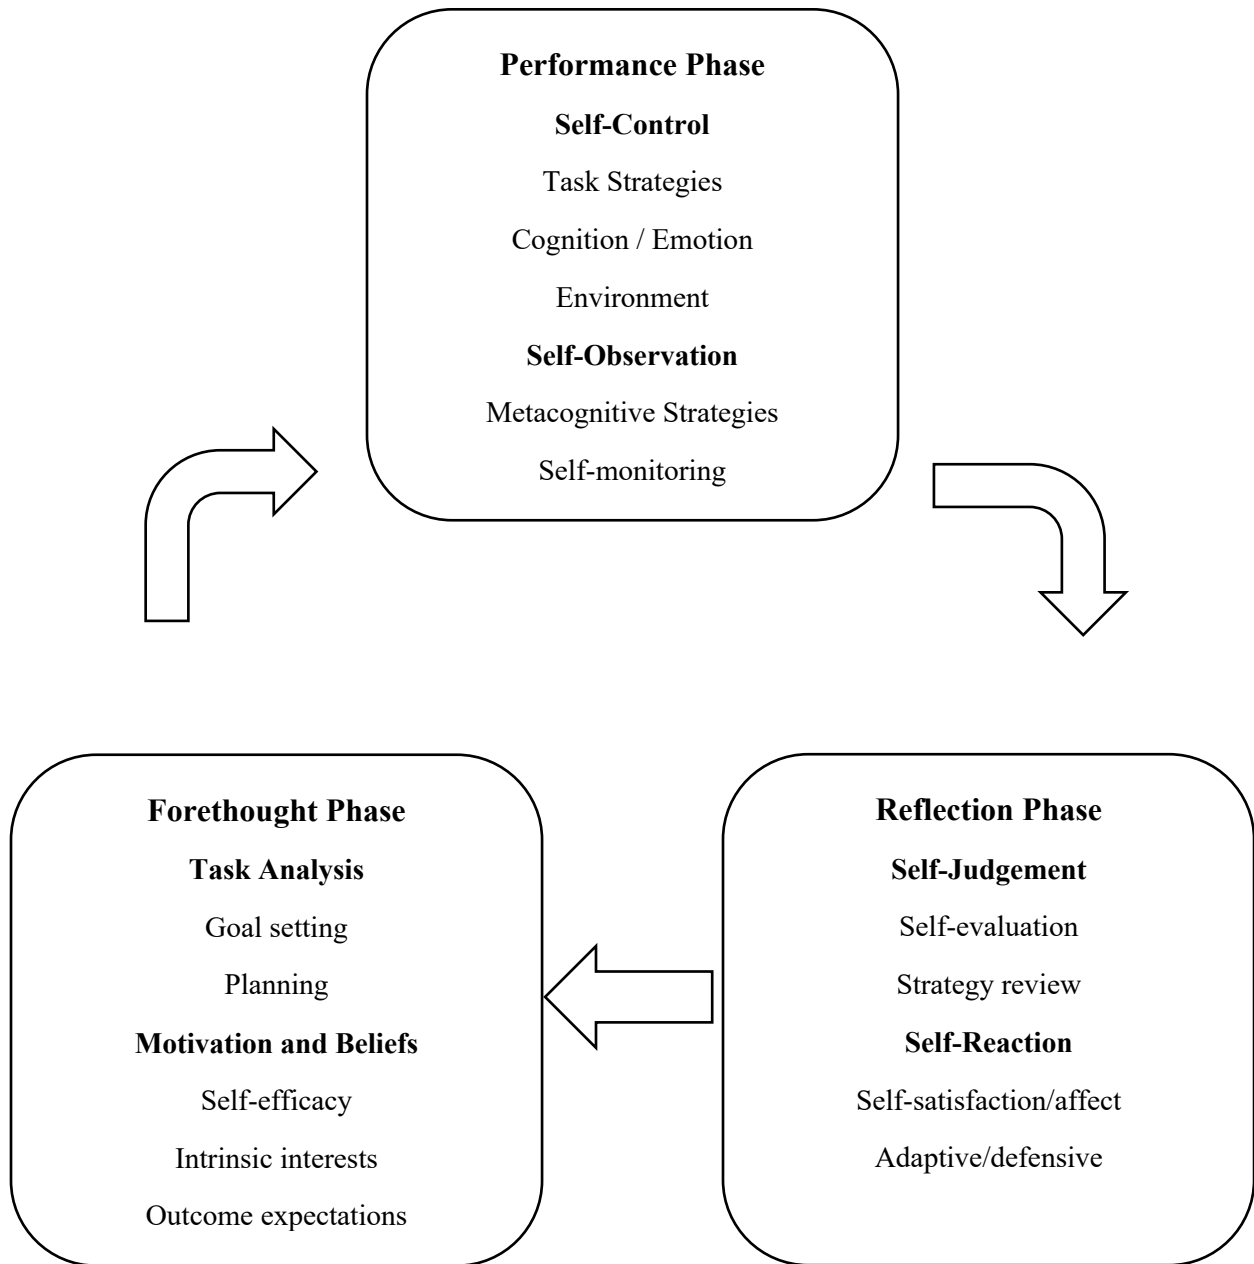 Performance Phase
Self-Control
Task Strategies
Cognition / Emotion
Environment
Self-Observation
Metacognitive Strategies
Self-monitoring
Forethought Phase
Task Analysis
Goal setting
Planning
Motivation and Beliefs
Self-efficacy
Intrinsic interests
Outcome expectations
Reflection Phase
Self-Judgement
Self-evaluation
Strategy review
Self-Reaction
Self-satisfaction/affect
Adaptive/defensive